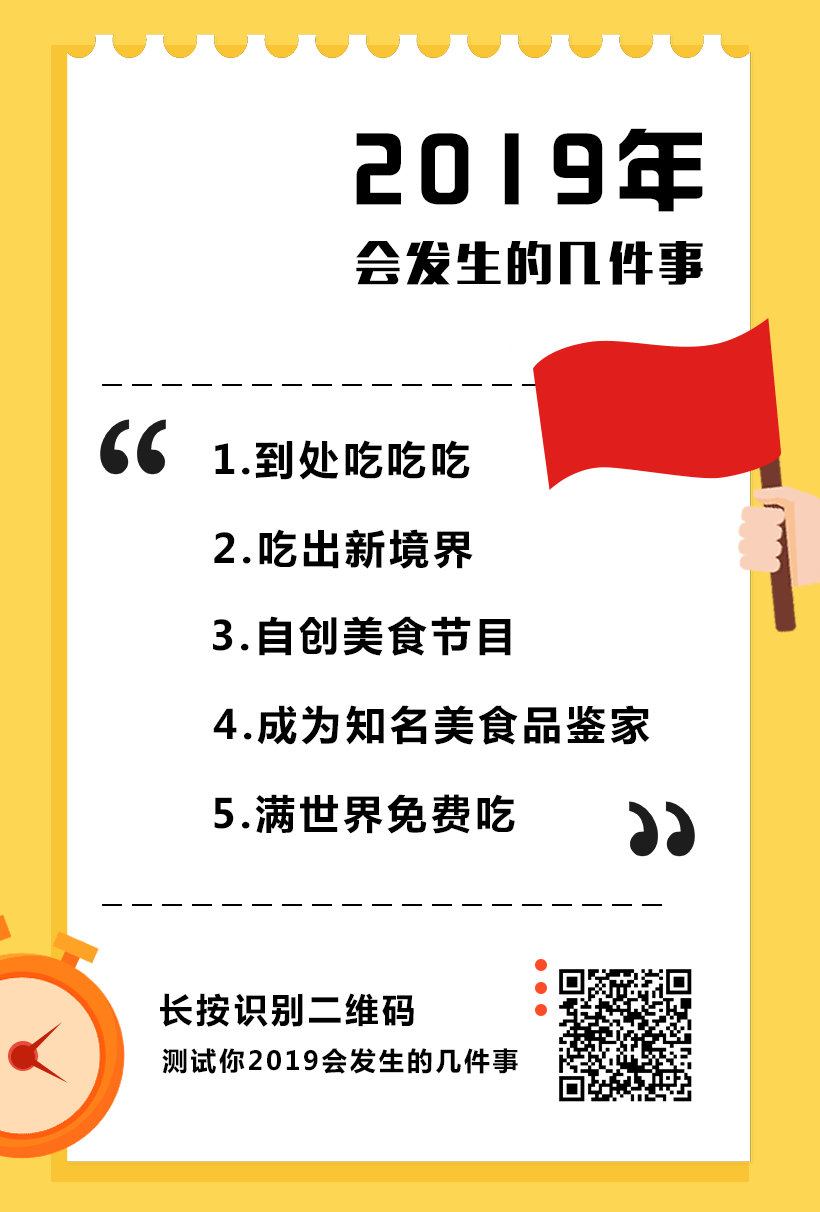 2019年
会发生的几件事
“
1.到处吃吃吃
2.吃出新境界
3.自创美食节目
4.成为知名美食品鉴家
5.满世界免费吃
”
长按识别二维码
测试你2019会发生的几件事